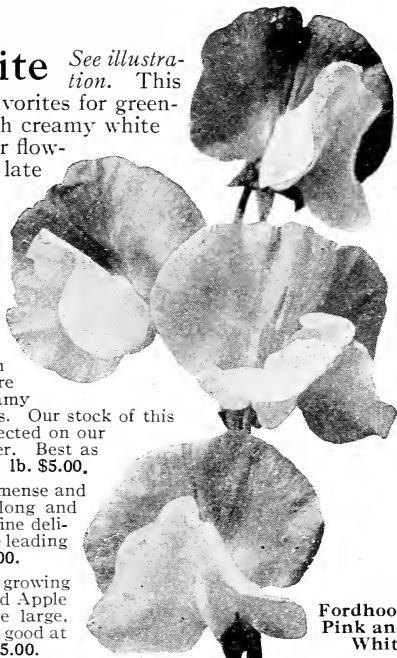 ite See illustra-
tion. This
avorites for green-
h creamy white
r flow-
late
re
amy
s. Our stock of this
ected on our
er. Best as
lb. $5.00.
mense and
long and
fine deli-
leading
00.
growing
d Apple
e large,
good at
5.00.
Fordhoo
Pink an
Whit